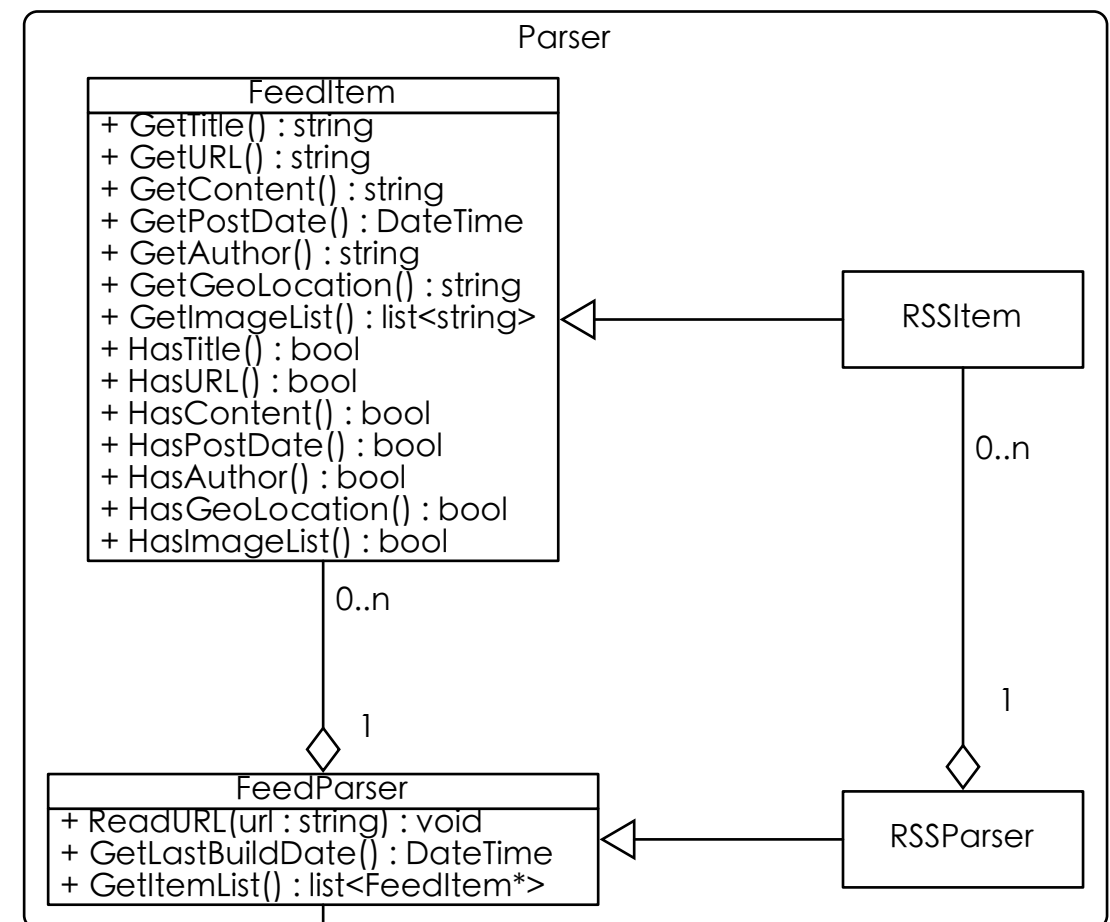 Parser
FeedItem
+ GetTitle() : string
+ GetURL() : string
+ GetContent() : string
+ GetPostDate() : DateTime
+ GetAuthor() : string
+ GetGeoLocation() : string
+ GetImageList() : list<string>
+ HasTitle() : bool
+ HasURL() : bool
+ HasContent() : bool
+ HasPostDate() : bool
+ HasAuthor() : bool
+ HasGeoLocation() : bool
+ HasImageList() : bool
RSSItem
0..n
0..n
1
1
FeedParser
+ ReadURL(url : string) : void
+ GetLastBuildDate() : DateTime
+ GetItemList() : list<FeedItem*>
RSSParser